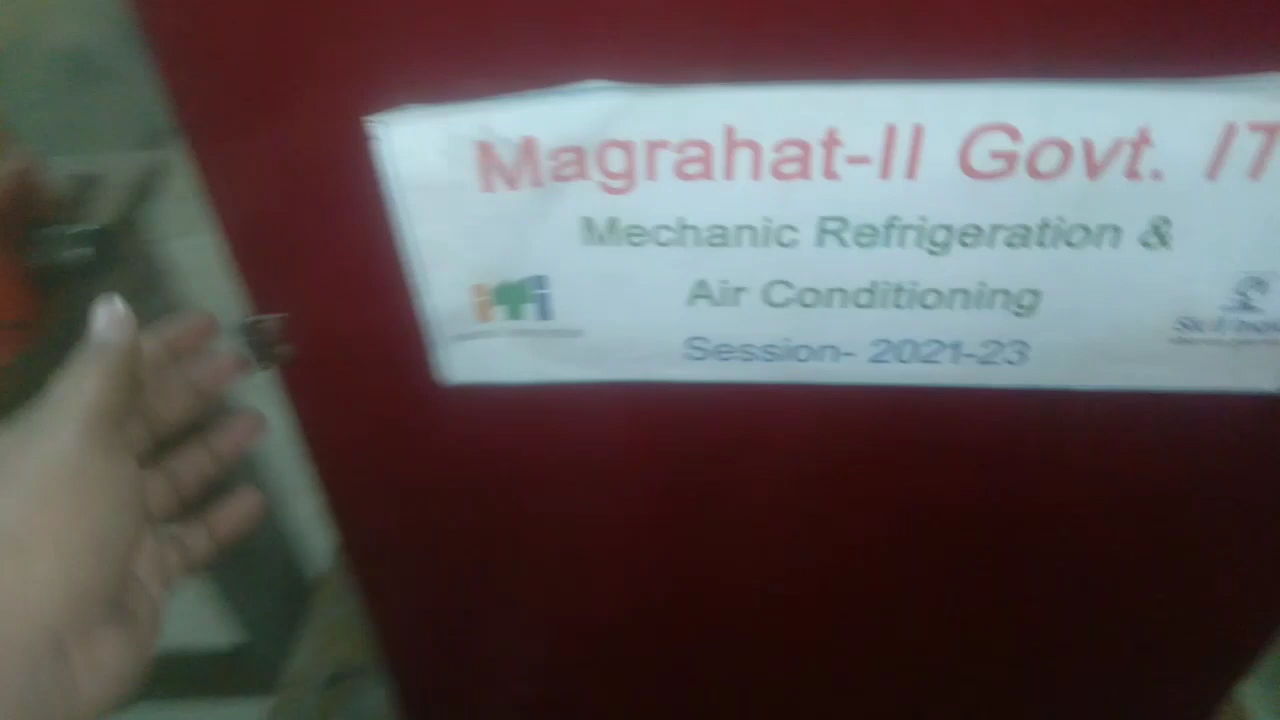 Magrahat-II Govt. IT
Mechanic Refrigeration &
Air Conditioning
Session- 2021-23